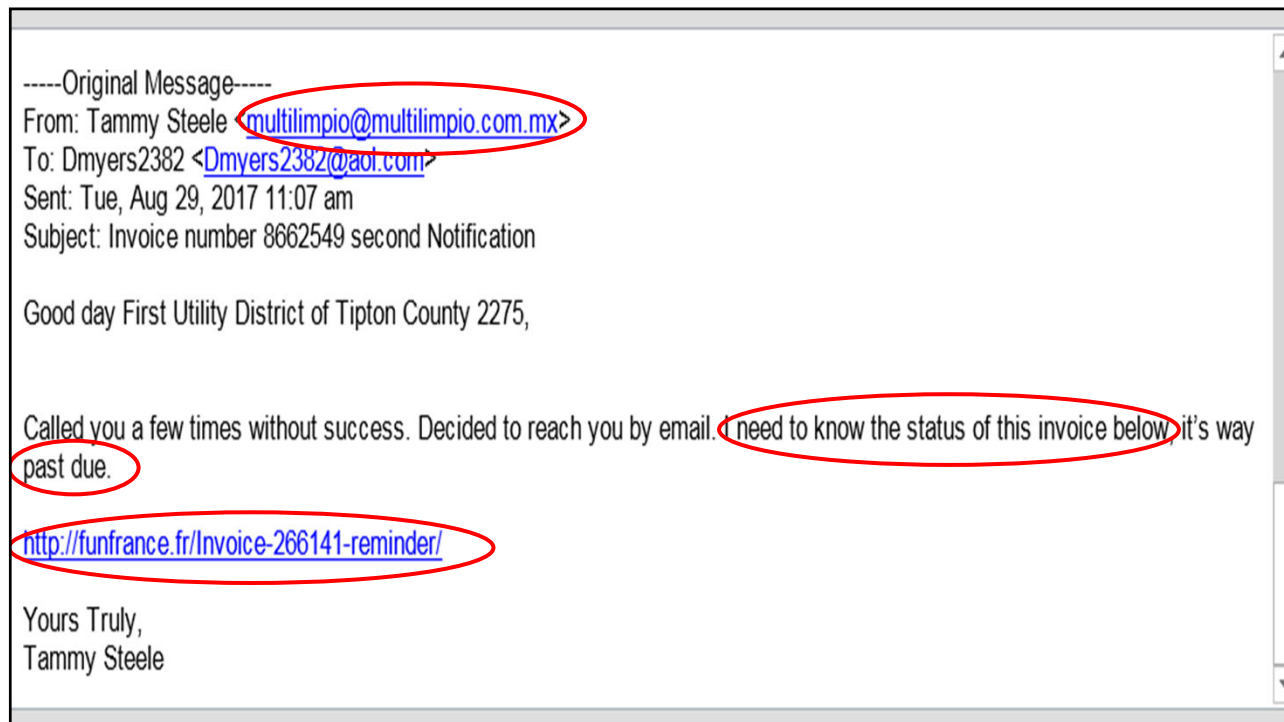 -----Original Message-----
From: Tammy Steele <multilimpio@multilimpio.com.mx>
To: Dmyers2382 <Dmyers2382@aol.com>
Sent: Tue, Aug 29, 2017 11:07 am
Subject: Invoice number 8662549 second Notification
Good day First Utility District of Tipton County 2275,
Called you a few times without success. Decided to reach you by email. I need to know the status of this invoice below, it's way
past due.
http://funfrance.fr/Invoice-266141-reminder/
Yours Truly,
Tammy Steele